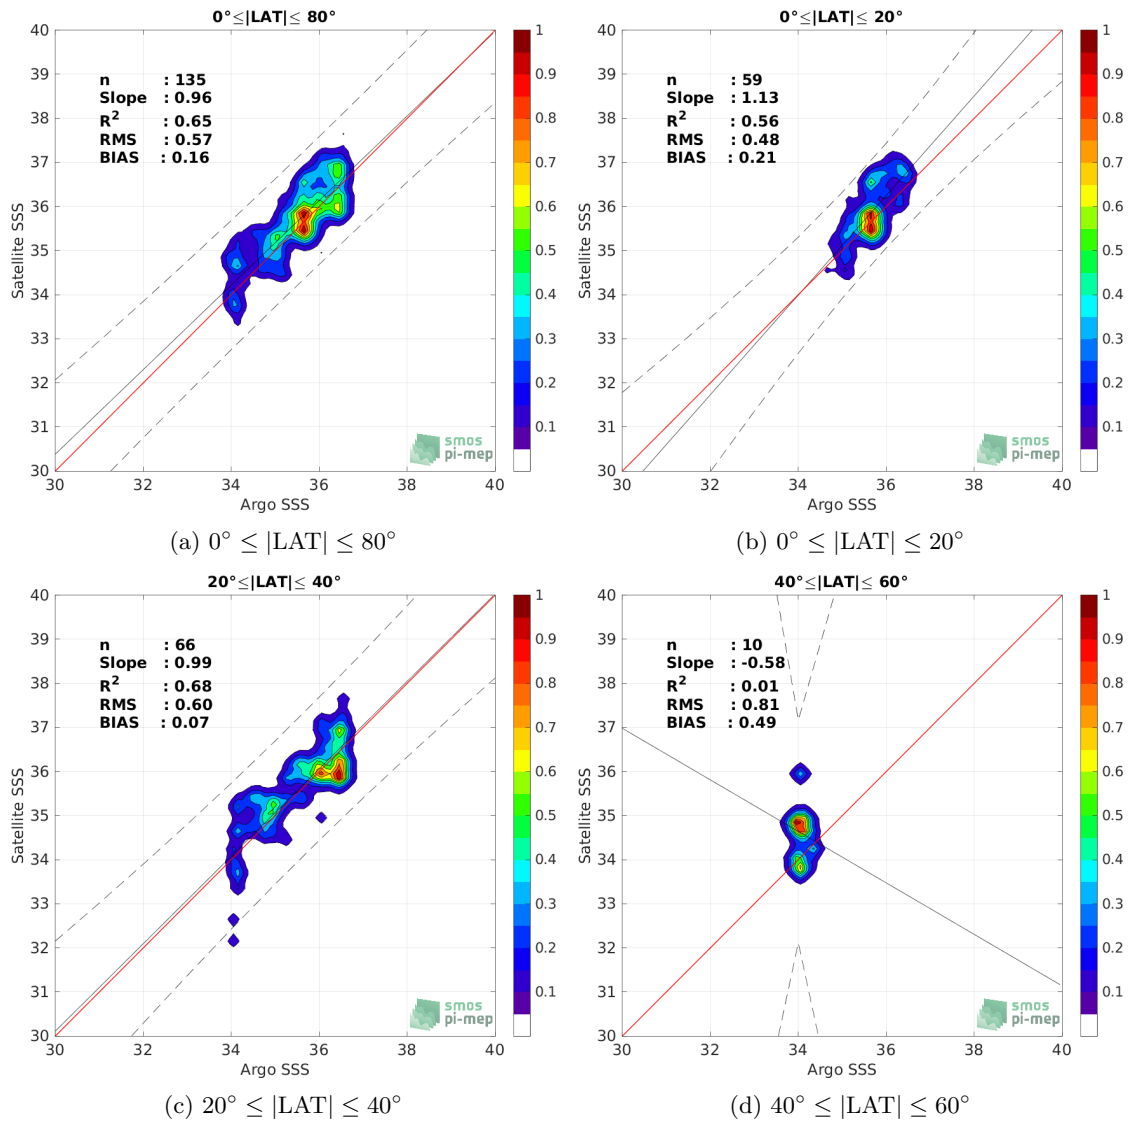 0°≤|LAT|≤ 80°
n : 135
Slope : 0.96
R² : 0.65
RMS : 0.57
BIAS : 0.16
40
39
38
37
36
35
34
33
32
31
30
Satellite SSS
30 32 34 36 38 40
Argo SSS
1
0.9
0.8
0.7
0.6
0.5
0.4
0.3
0.2
0.1
smos
pi-mep
(a) 0° ≤ |LAT| ≤ 80°
0°≤|LAT|≤ 20°
n : 59
Slope : 1.13
R² : 0.56
RMS : 0.48
BIAS : 0.21
40
39
38
37
36
35
34
33
32
31
30
Satellite SSS
30 32 34 36 38 40
Argo SSS
1
0.9
0.8
0.7
0.6
0.5
0.4
0.3
0.2
0.1
smos
pi-mep
(b) 0° ≤ |LAT| ≤ 20°
20°≤|LAT|≤ 40°
n : 66
Slope : 0.99
R² : 0.68
RMS : 0.60
BIAS : 0.07
40
39
38
37
36
35
34
33
32
31
30
Satellite SSS
30 32 34 36 38 40
Argo SSS
1
0.9
0.8
0.7
0.6
0.5
0.4
0.3
0.2
0.1
smos
pi-mep
(c) 20° ≤ |LAT| ≤ 40°
40°≤|LAT|≤ 60°
n : 10
Slope : -0.58
R² : 0.01
RMS : 0.81
BIAS : 0.49
40
39
38
37
36
35
34
33
32
31
30
Satellite SSS
30 32 34 36 38 40
Argo SSS
1
0.9
0.8
0.7
0.6
0.5
0.4
0.3
0.2
0.1
smos
pi-mep
(d) 40° ≤ |LAT| ≤ 60°